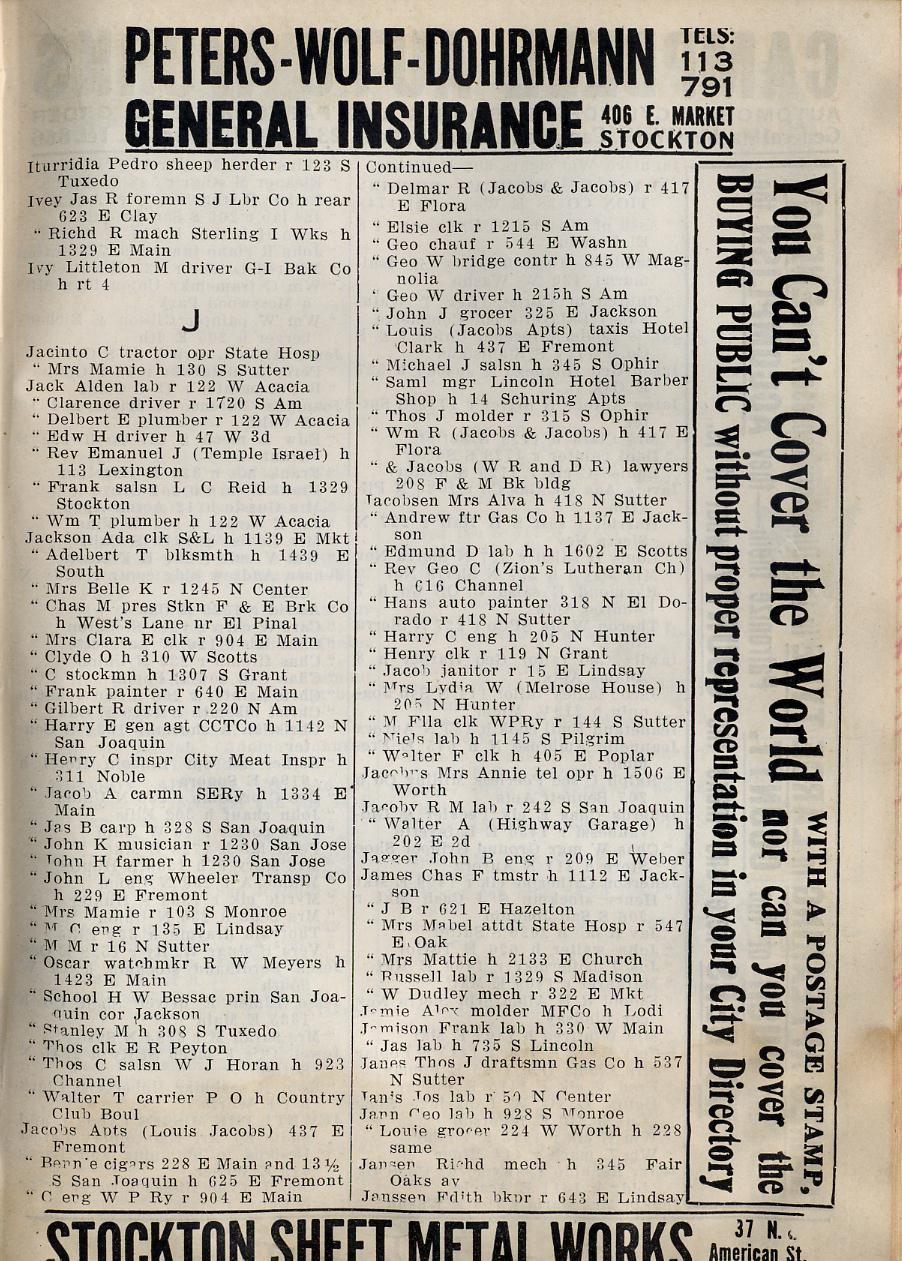 PETERS-WOLF-DOHRMANN
GENERAL INSURANCE
TELS:
113
791
406 E. MARKET
STOCKTON
Iturridia Pedro sheep herder r 123 S
Tuxedo
Ivey Jas R foremn S J Lbr Co h rear
623 E Clay
" Richd R mach Sterling I Wks h
1329 E Main
Ivy Littleton M driver G-I Bak Co
h rt 4
J
Jacinto C tractor opr State Hosp
" Mrs Mamie h 130 S Sutter
Jack Alden lab r 122 W Acacia
" Clarence driver r 1720 S Am
" Delbert E plumber r 122 W Acacia
" Edw H driver h 47 W 3d
" Rev Emanuel J (Temple Israel) h
113 Lexington
" Frank salsn L C Reid h 1329
Stockton
" Wm T plumber h 122 W Acacia
Jackson Ada clk S&L h 1139 E Mkt
" Adelbert T blksmth h 1439 E
South
" Mrs Belle K r 1245 N Center
" Chas M pres Stkn F & E Brk Co
h West's Lane nr El Pinal
" Mrs Clara E clk r 904 E Main
" Clyde O h 310 W Scotts
" C stockmn h 1307 S Grant
" Frank painter r 640 E Main
" Gilbert R driver r 220 N Am
" Harry E gen agt CCTCo h 1142 N
San Joaquin
" Henry C inspr City Meat Inspr h
311 Noble
" Jacob A carmn SERy h 1334 E
Main
" Jas B carp h 328 S San Joaquin
" John K musician r 1230 San Jose
" John H farmer h 1230 San Jose
" John L eng Wheeler Transp Co
h 229 E Fremont
" Mrs Mamie r 103 S Monroe
" M C eng r 135 E Lindsay
" M M r 16 N Sutter
" Oscar watchmkr R W Meyers h
1423 E Main
" School H W Bessac prin San Joa-
quin cor Jackson
" Stanley M h 308 S Tuxedo
" Thos clk E R Peyton
" Thos C salsn W J Horan h 923
Channel
" Walter T carrier P O h Country
Club Boul
Jacobs Apts (Louis Jacobs) 437 E
Fremont
" Bennie cigars 228 E Main and 13½
S San Joaquin h 625 E Fremont
" C eng W P Ry r 904 E Main
Continued—
" Delmar R (Jacobs & Jacobs) r 417
E Flora
" Elsie clk r 1215 S Am
" Geo chauf r 544 E Washn
" Geo W bridge contr h 845 W Mag-
nolia
" Geo W driver h 215h S Am
" John J grocer 325 E Jackson
" Louis (Jacobs Apts) taxis Hotel
Clark h 437 E Fremont
" Michael J salsn h 345 S Ophir
" Saml mgr Lincoln Hotel Barber
Shop h 14 Schuring Apts
" Thos J molder r 315 S Ophir
" Wm R (Jacobs & Jacobs) h 417 E
Flora
" & Jacobs (W R and D R) lawyers
208 F & M Bk bldg
Jacobsen Mrs Alva h 418 N Sutter
" Andrew ftr Gas Co h 1137 E Jack-
son
" Edmund D lab h h 1602 E Scotts
" Rev Geo C (Zion's Lutheran Ch)
h 616 Channel
" Hans auto painter 318 N El Do-
rado r 418 N Sutter
" Harry C eng h 205 N Hunter
" Henry clk r 119 N Grant
" Jacob janitor r 15 E Lindsay
" Mrs Lydia W (Melrose House) h
205 N Hunter
" M Ella clk WPRy r 144 S Sutter
" Niels lab h 1145 S Pilgrim
" Walter F clk h 405 E Poplar
Jacobus Mrs Annie tel opr h 1506 E
Worth
Jacoby R M lab r 242 S San Joaquin
" Walter A (Highway Garage) h
202 E 2d
Jagger John B eng r 209 E Weber
James Chas F tmstr h 1112 E Jack-
son
" J B r 621 E Hazelton
" Mrs Mabel attdt State Hosp r 547
E Oak
" Mrs Mattie h 2133 E Church
" Russell lab r 1329 S Madison
" W Dudley mech r 322 E Mkt
Jamie Alex molder MFCo h Lodi
Jamison Frank lab h 330 W Main
" Jas lab h 735 S Lincoln
Janes Thos J draftsmn Gas Co h 537
N Sutter
Janis Jos lab r 50 N Center
Jann Geo lab h 928 S Monroe
" Louie grocer 224 W Worth h 228
same
Jansen Richd mech h 345 Fair
Oaks av
Janssen Edith bkpr r 643 E Lindsay
You Can't Cover the World WITH A POSTAGE STAMP,
nor can you cover the
BUYING PUBLIC without proper representation in your City Directory
STOCKTON SHEET METAL WORKS
37 N.
American St.